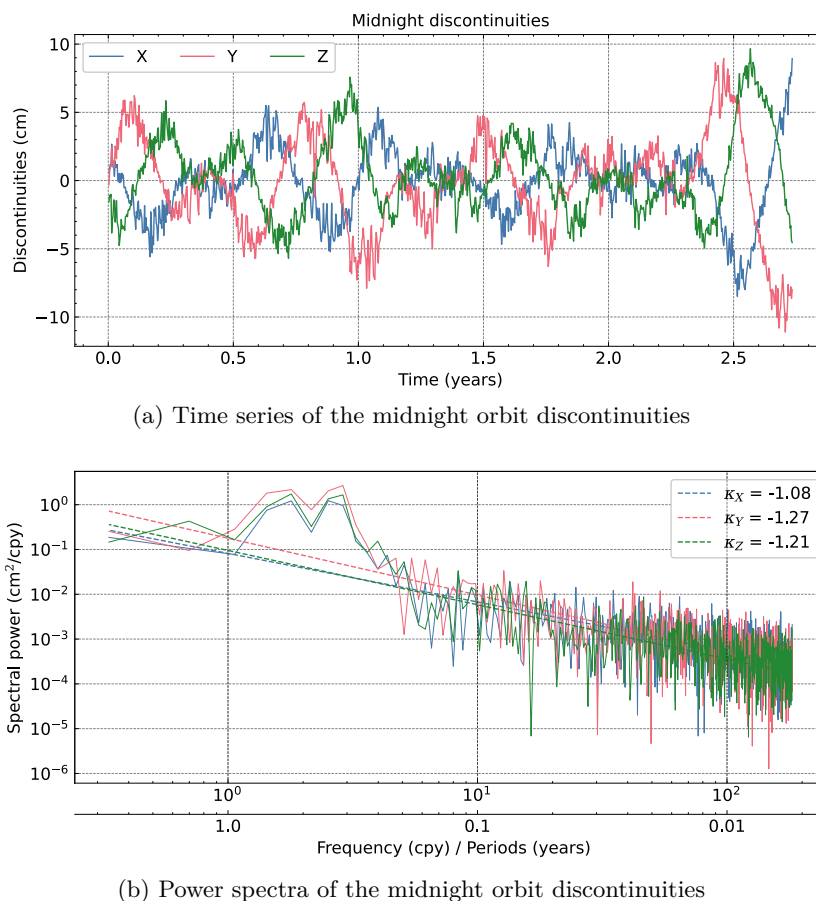 Midnight discontinuities
X Y Z
10
5
0
−5
−10
Discontinuities (cm)
0.0 0.5 1.0 1.5 2.0 2.5
Time (years)
(a) Time series of the midnight orbit discontinuities
κX = -1.08
κY = -1.27
κZ = -1.21
10⁰
10⁻¹
10⁻²
10⁻³
10⁻⁴
10⁻⁵
10⁻⁶
Spectral power (cm²/cpy)
10⁰ 10¹ 10²
1.0 0.1 0.01
Frequency (cpy) / Periods (years)
(b) Power spectra of the midnight orbit discontinuities